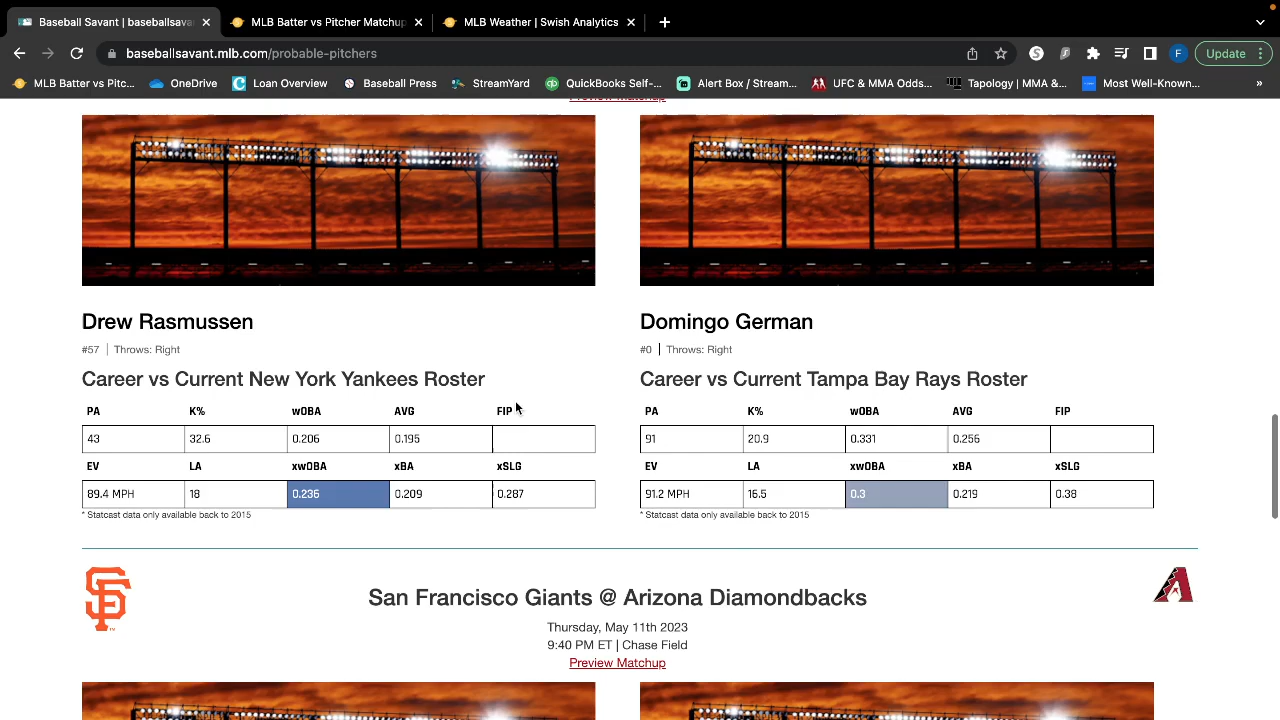 Baseball Savant | baseballsava
MLB Batter vs Pitcher Matchup
MLB Weather | Swish Analytics
baseballsavant.mlb.com/probable-pitchers
F
Update
MLB Batter vs Pitc...
OneDrive
Loan Overview
Baseball Press
StreamYard
QuickBooks Self-...
Alert Box / Stream...
UFC & MMA Odds...
Tapology | MMA &...
Most Well-Known...
»
Preview Matchup
Drew Rasmussen
#57 | Throws: Right
Career vs Current New York Yankees Roster
PA K% wOBA AVG FIP
43 32.6 0.206 0.195
EV LA xwOBA xBA xSLG
89.4 MPH 18 0.236 0.209 0.287
* Statcast data only available back to 2015
Domingo German
#0 | Throws: Right
Career vs Current Tampa Bay Rays Roster
PA K% wOBA AVG FIP
91 20.9 0.331 0.256
EV LA xwOBA xBA xSLG
91.2 MPH 16.5 0.3 0.219 0.38
* Statcast data only available back to 2015
SF
San Francisco Giants @ Arizona Diamondbacks
A
Thursday, May 11th 2023
9:40 PM ET | Chase Field
Preview Matchup